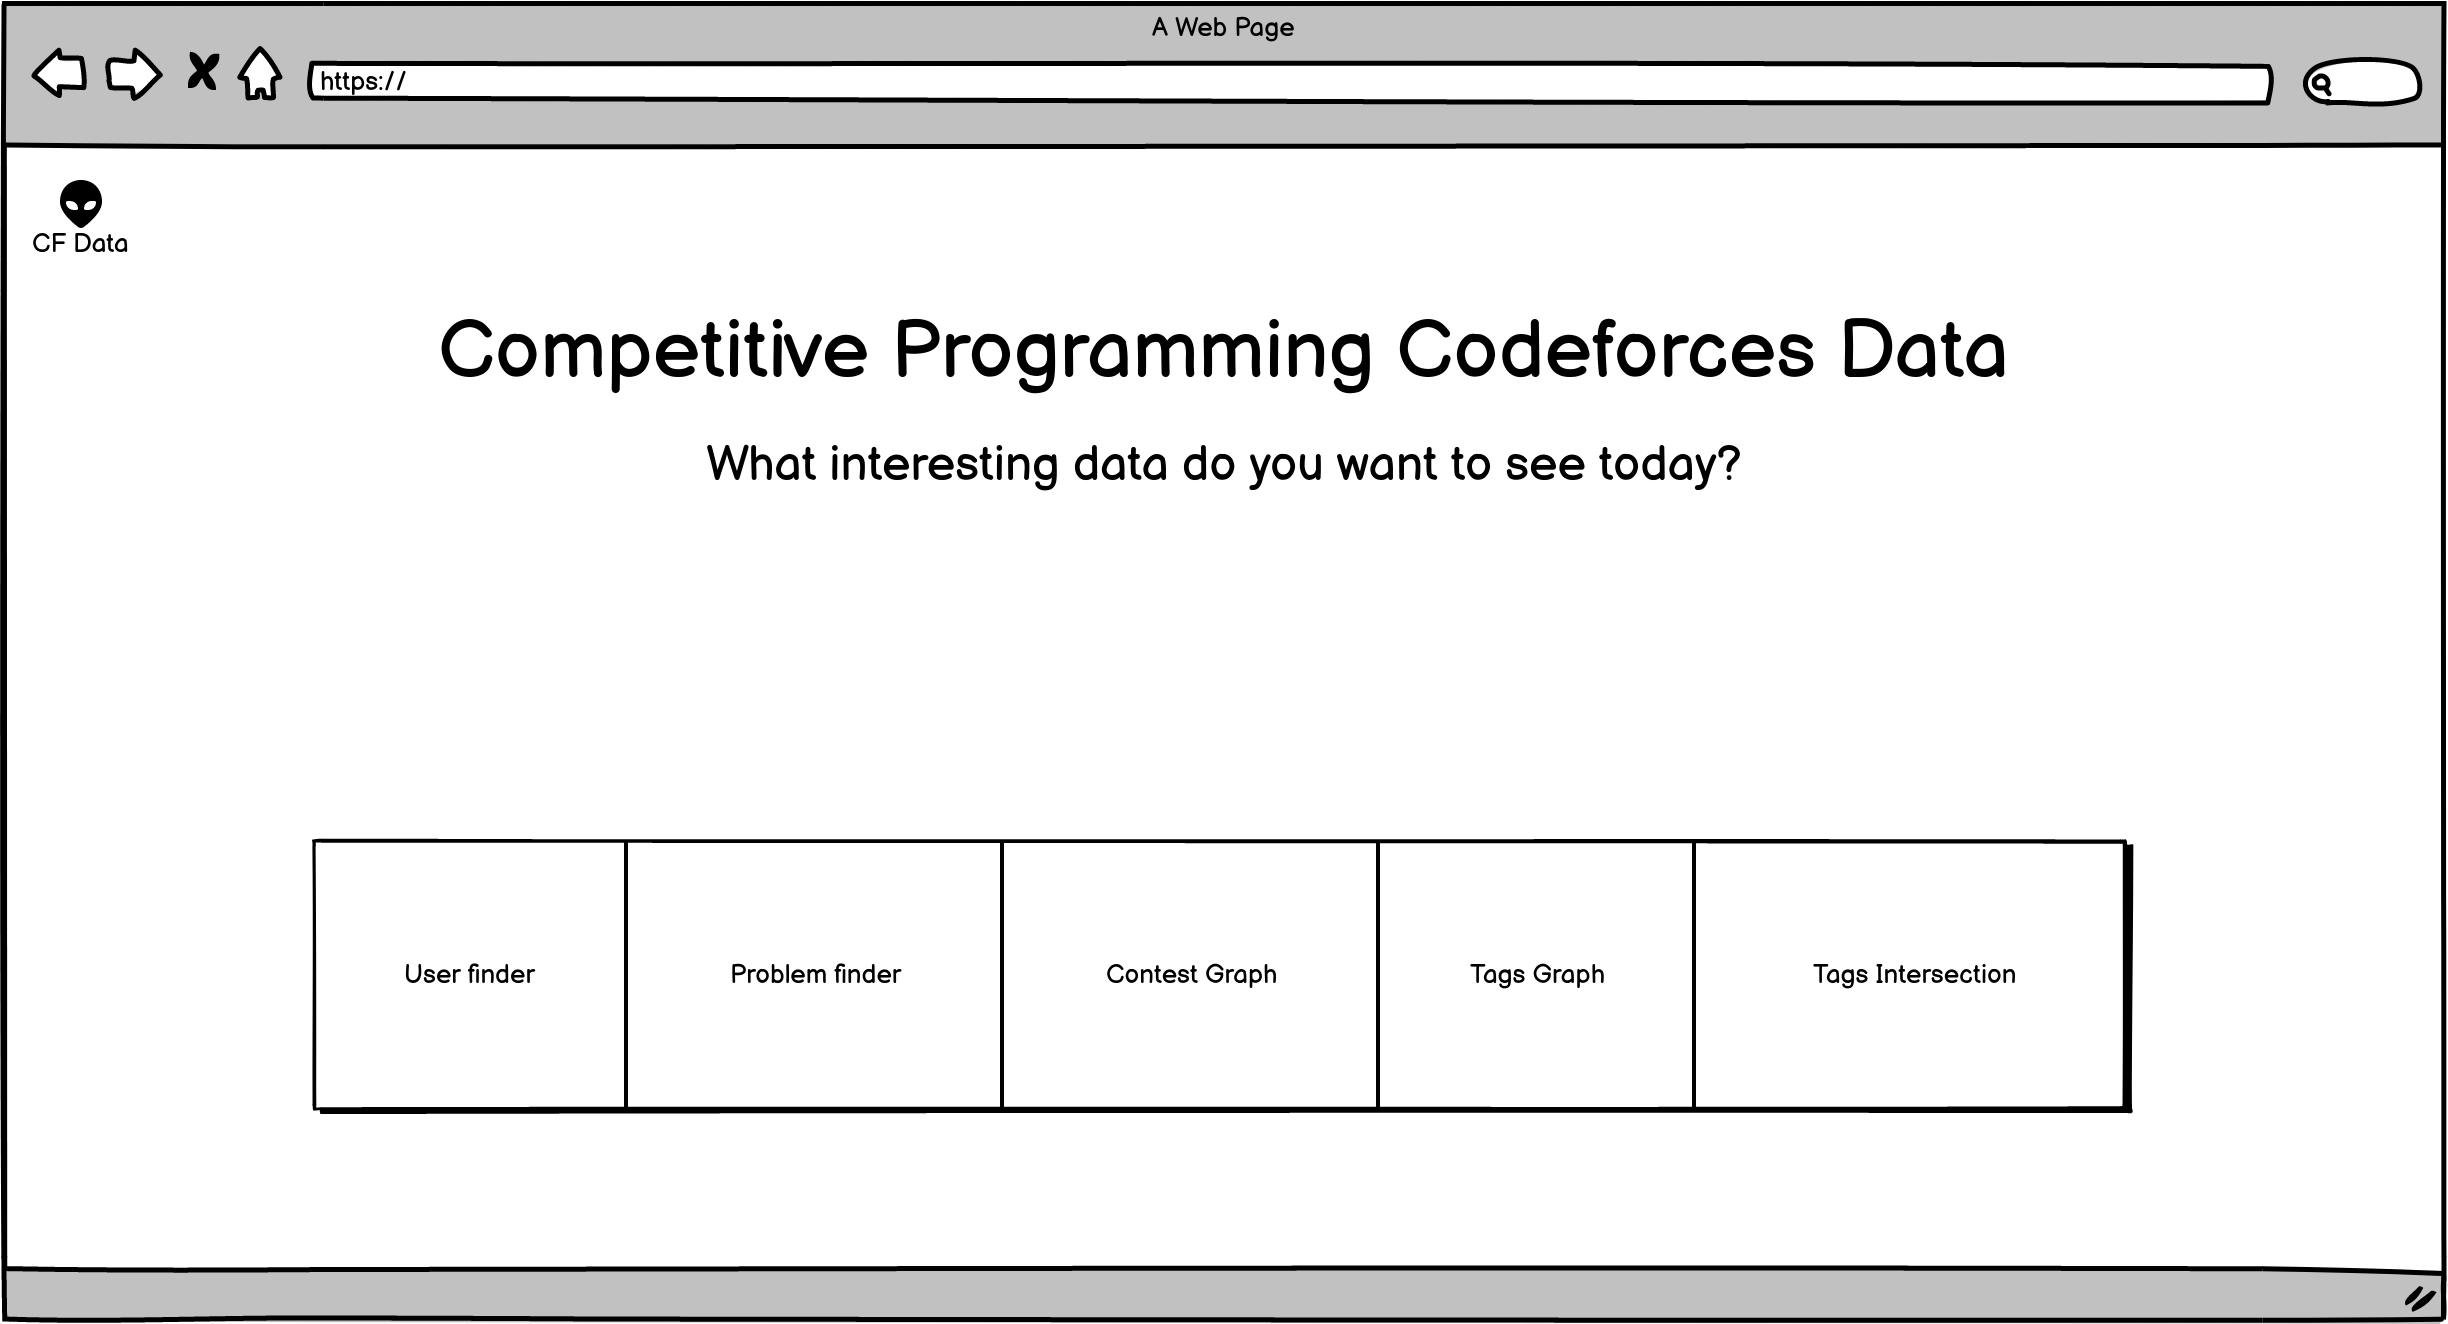 A Web Page
https://
CF Data
Competitive Programming Codeforces Data
What interesting data do you want to see today?
User finder
Problem finder
Contest Graph
Tags Graph
Tags Intersection